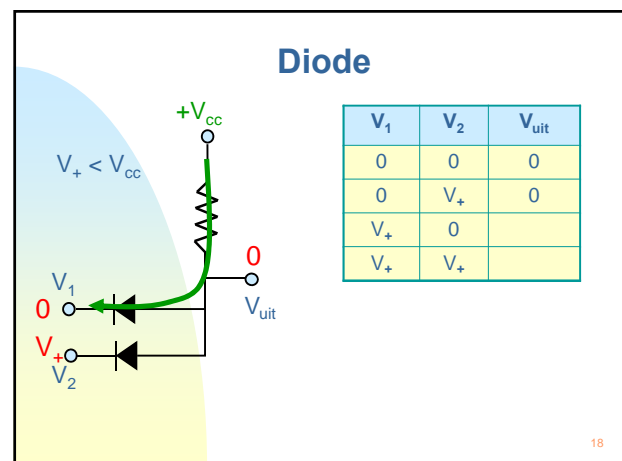 Diode
+Vcc
V+ < Vcc
V1
0
V+
V2
0
Vuit
V1 V2 Vuit
0 0 0
0 V+ 0
V+ 0
V+ V+
18